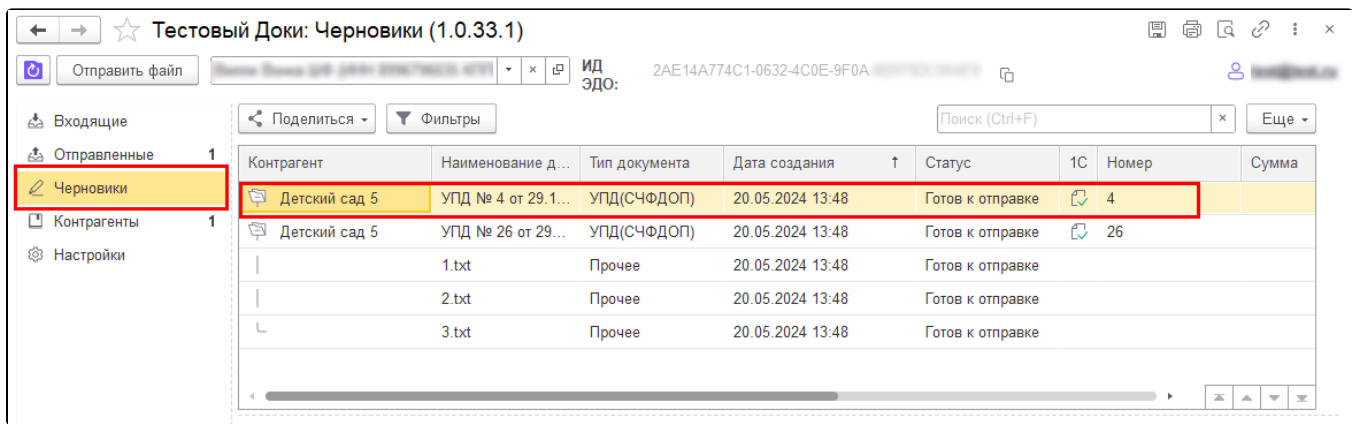 Тестовый Доки: Черновики (1.0.33.1)
Отправить файл ИД ЭДО: 2AE14A774C1-0632-4C0E-9F0A-
Входящие
Отправленные 1
Черновики
Контрагенты 1
Настройки
Поделиться Фильтры Поиск (Ctrl+F) × Еще
Контрагент Наименование д... Тип документа Дата создания ↑ Статус 1С Номер Сумма
Детский сад 5 УПД № 4 от 29.1... УПД(СЧФДОП) 20.05.2024 13:48 Готов к отправке 4
Детский сад 5 УПД № 26 от 29... УПД(СЧФДОП) 20.05.2024 13:48 Готов к отправке 26
1.txt Прочее 20.05.2024 13:48 Готов к отправке
2.txt Прочее 20.05.2024 13:48 Готов к отправке
3.txt Прочее 20.05.2024 13:48 Готов к отправке